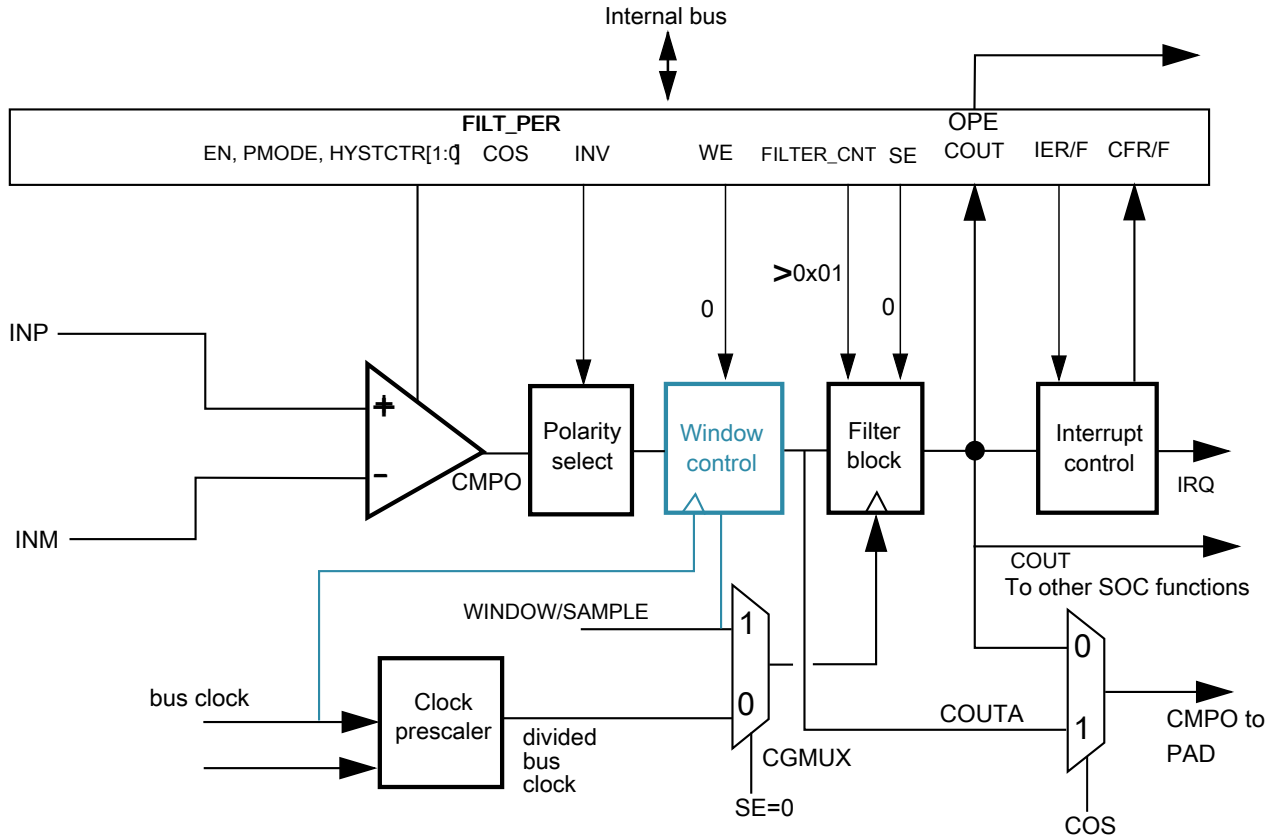 Internal bus
FILT_PER
OPE
EN, PMODE, HYSTCTR[1:0] COS INV WE FILTER_CNT SE COUT IER/F CFR/F
>0x01
0
0
INP
+
-
INM
CMPO
Polarity
select
Window
control
Filter
block
Interrupt
control
IRQ
COUT
To other SOC functions
WINDOW/SAMPLE
1
0
bus clock
Clock
prescaler
divided
bus
clock
CGMUX
SE=0
COUTA
0
1
CMPO to
PAD
COS